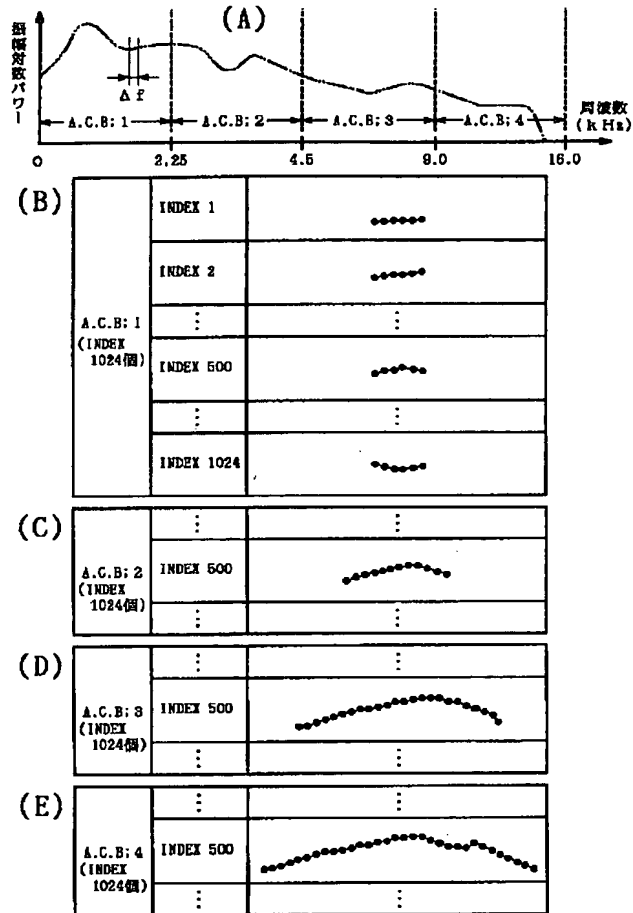 (A)
振幅対数パワー
Δ f
A.C.B; 1
A.C.B; 2
A.C.B; 3
A.C.B; 4
周波数
(kHz)
0
2.25
4.5
9.0
16.0
(B)
A.C.B; 1
(INDEX
1024個)
INDEX 1
INDEX 2
⋮ ⋮
INDEX 500
⋮ ⋮
INDEX 1024
(C)
⋮ ⋮
A.C.B; 2
(INDEX
1024個)
INDEX 500
⋮ ⋮
(D)
⋮ ⋮
A.C.B; 3
(INDEX
1024個)
INDEX 500
⋮ ⋮
(E)
⋮ ⋮
A.C.B; 4
(INDEX
1024個)
INDEX 500
⋮ ⋮